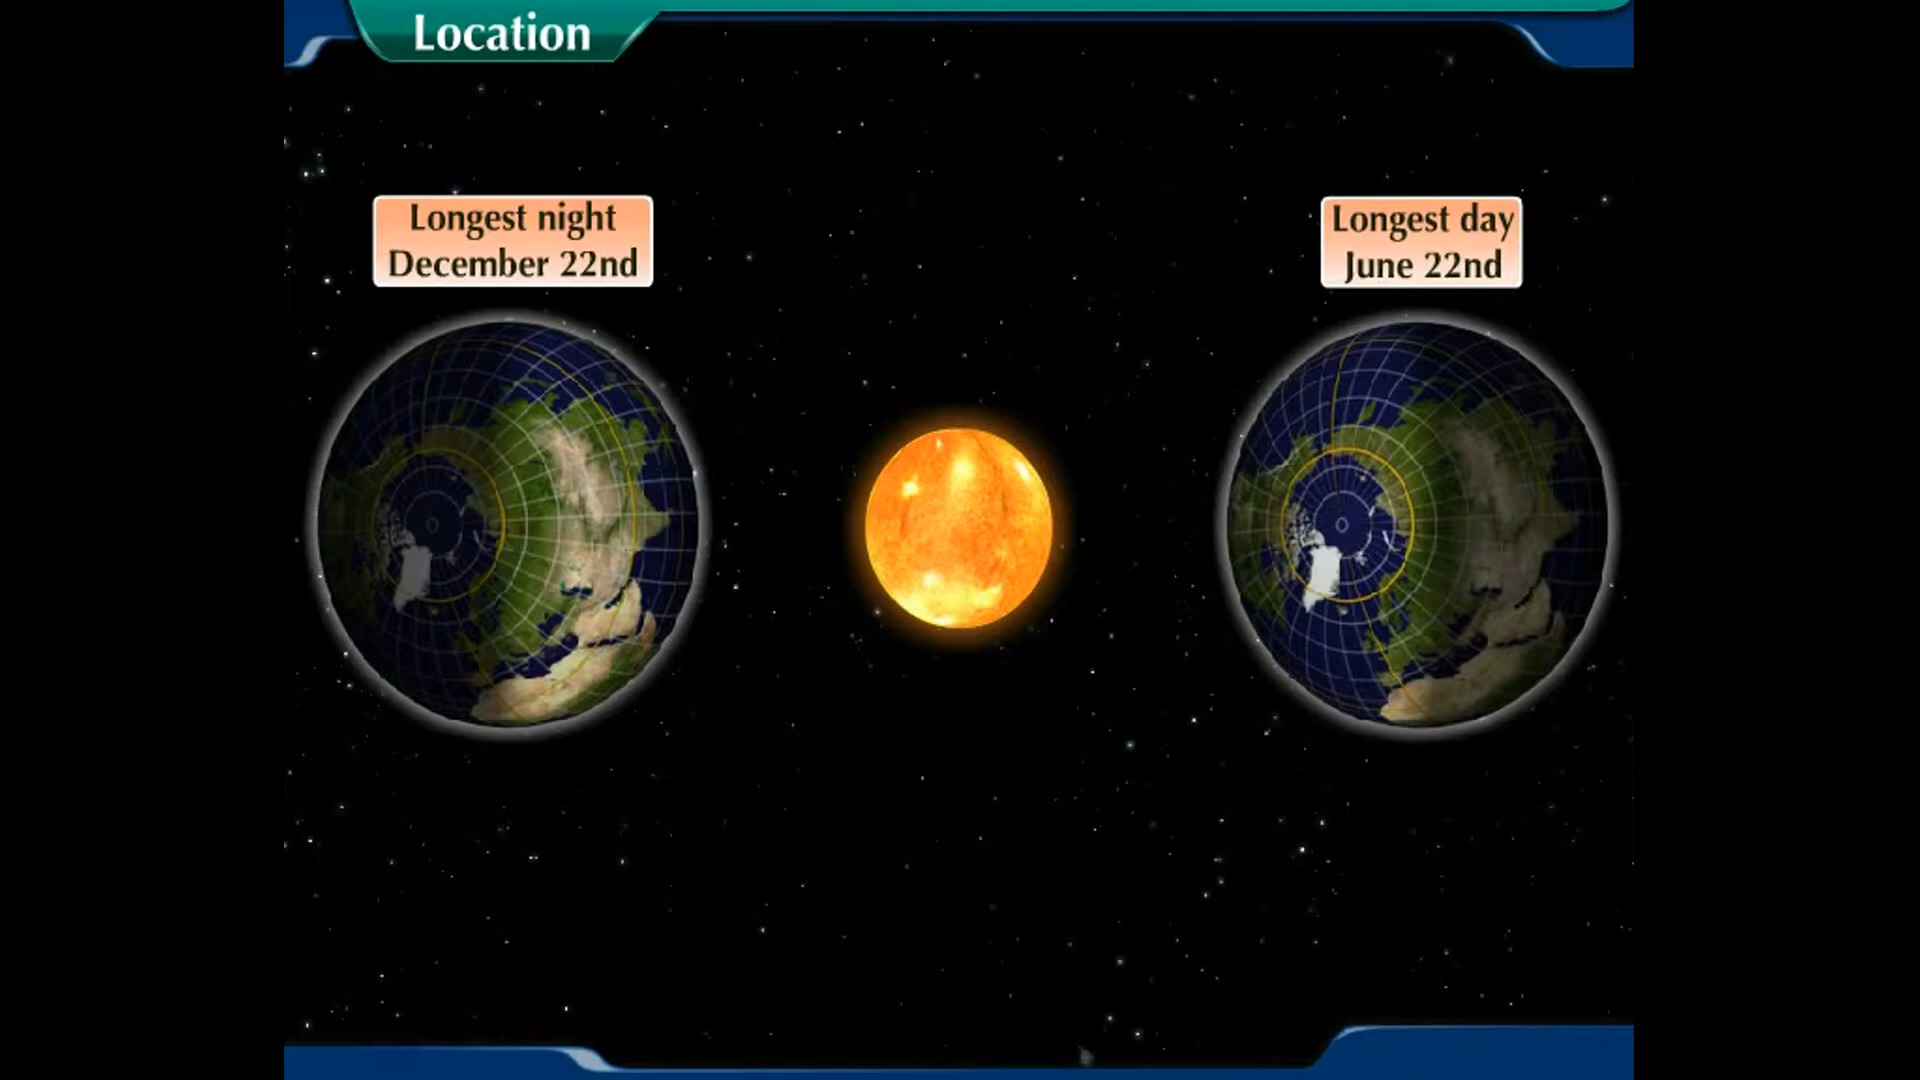 Location
Longest night
December 22nd
Longest day
June 22nd